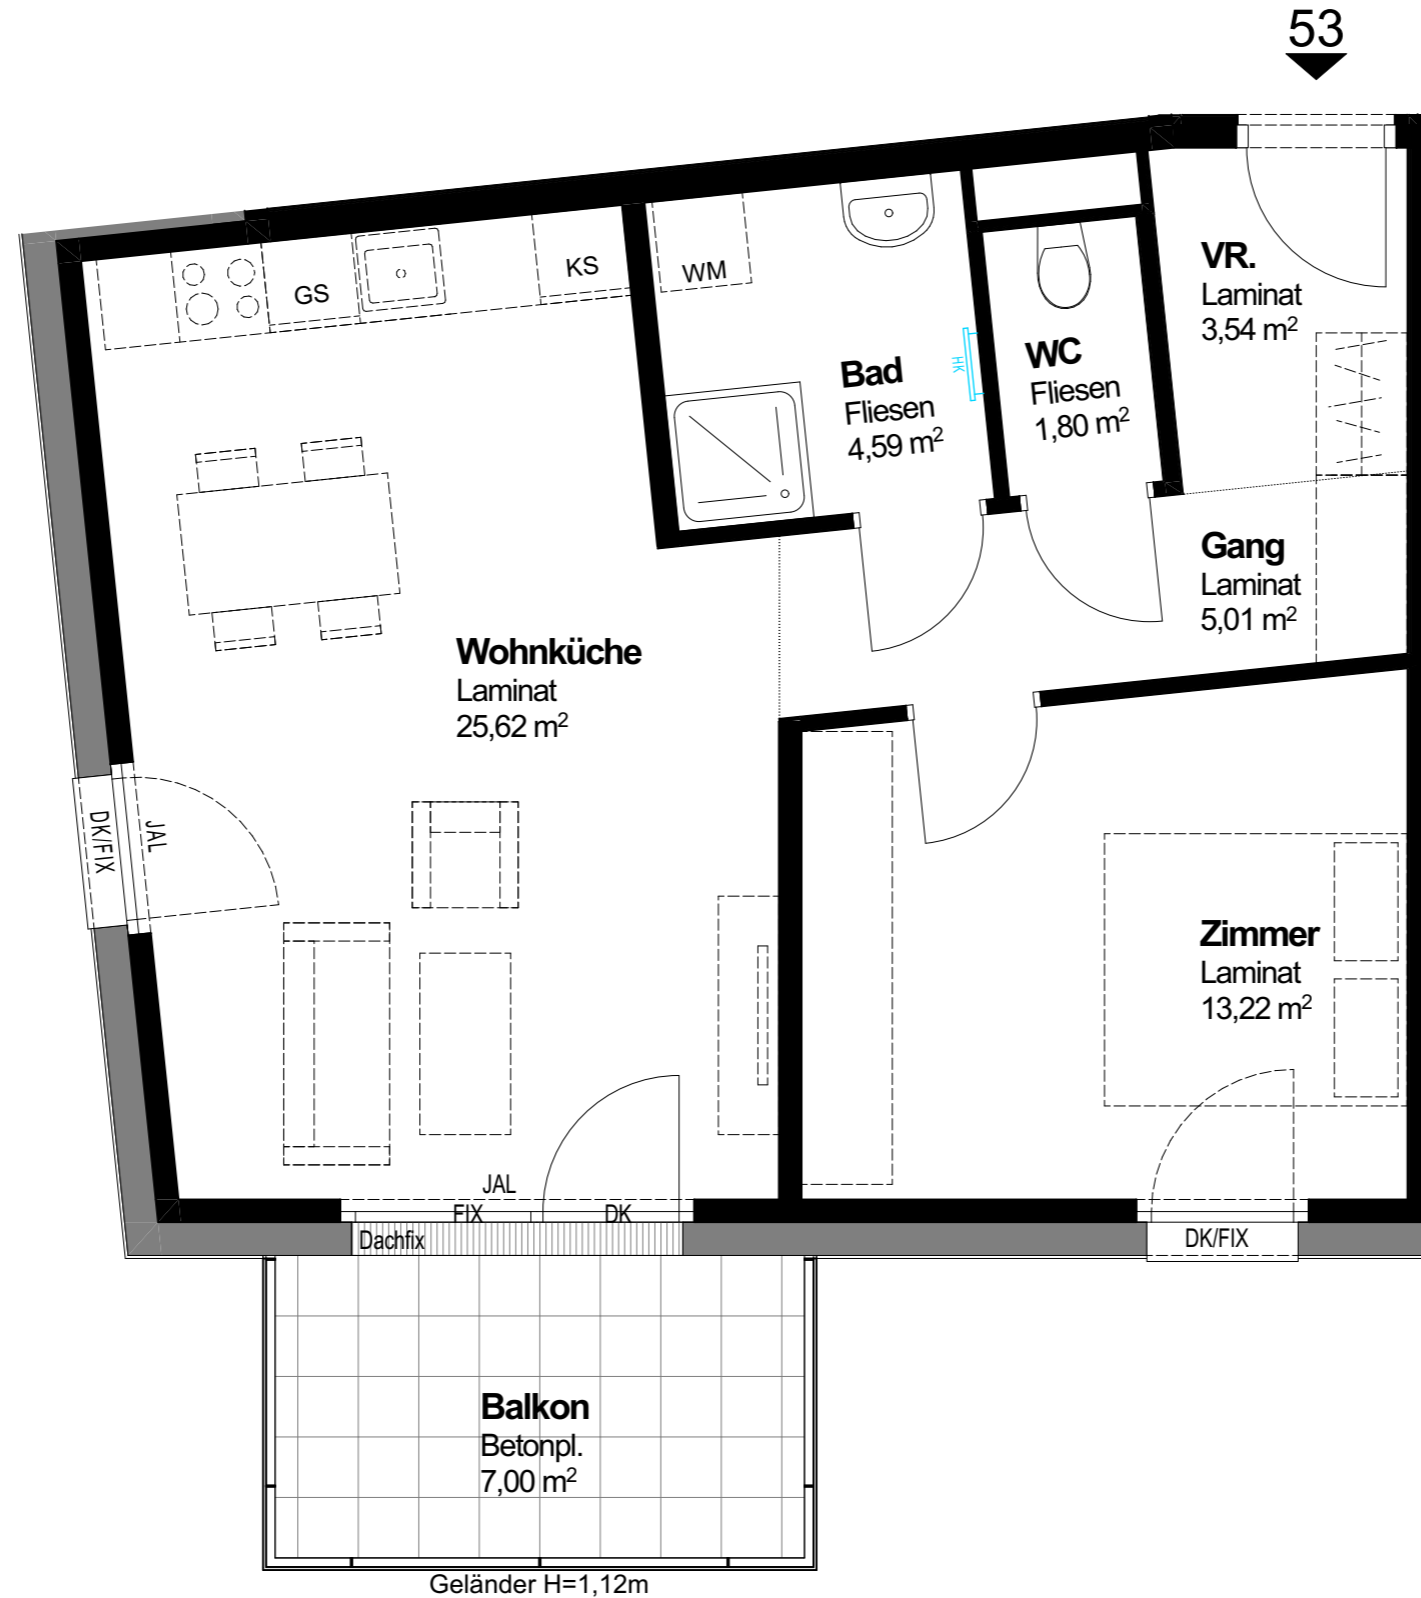 53
VR.
Laminat
3,54 m²
GS
KS
WM
Bad
Fliesen
4,59 m²
HK
WC
Fliesen
1,80 m²
Gang
Laminat
5,01 m²
Wohnküche
Laminat
25,62 m²
DK/FIX
JAL
Zimmer
Laminat
13,22 m²
JAL
FIX
DK
Dachfix
DK/FIX
Balkon
Betonpl.
7,00 m²
Geländer H=1,12m